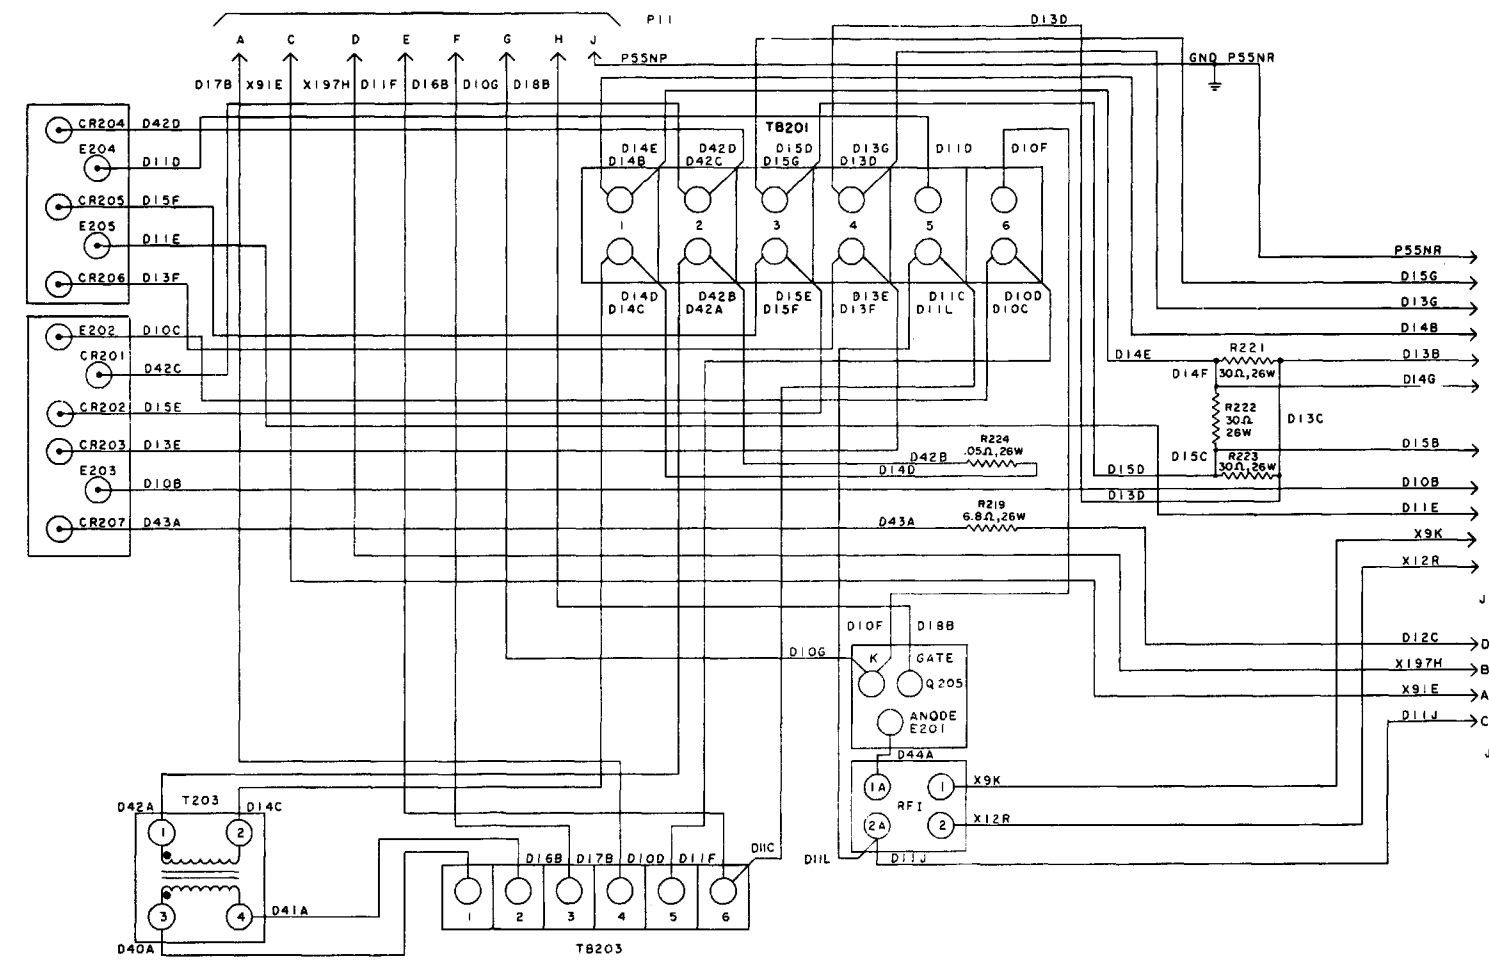 P11
A C D E F G H J
D13D
P55NP
GND P55NR
D17B X91E X197H D11F D16B D10G D18B
CR204 D42D
E204 D11D
CR205 D15F
E205 D11E
CR206 D13F
TB201
D14E D42D D15D D13G D11D D10F
D14B D42C D15G D13D
1 2 3 4 5 6
D14D D42B D15E D13E D11C D10D
D14C D42A D15F D13F D11L D10C
E202 D10C
CR201 D42C
CR202 D15E
CR203 D13E
E203 D10B
CR207 D43A
P55NR
D15G
D13G
D14B
D14E R221 D13B
30Ω,26W
D14F D14G
R222
30Ω
26W
D13C
D15C D15B
R223
30Ω,26W
D15D
D13D
R224
.05Ω,26W
D42B
D14D
D10B
D11E
R219
6.8Ω,26W
D43A
X9K
X12R
J
D12C D
X197H B
X91E A
D11J C
J
D10F D18B
D10G K GATE
Q205
ANODE
E201
D44A
1A 1 X9K
RFI
2A 2 X12R
D11L D11J
D42A T203 D14C
1 2
3 4 D41A
D40A
D16B D17B D10D D11F D11C
1 2 3 4 5 6
TB203